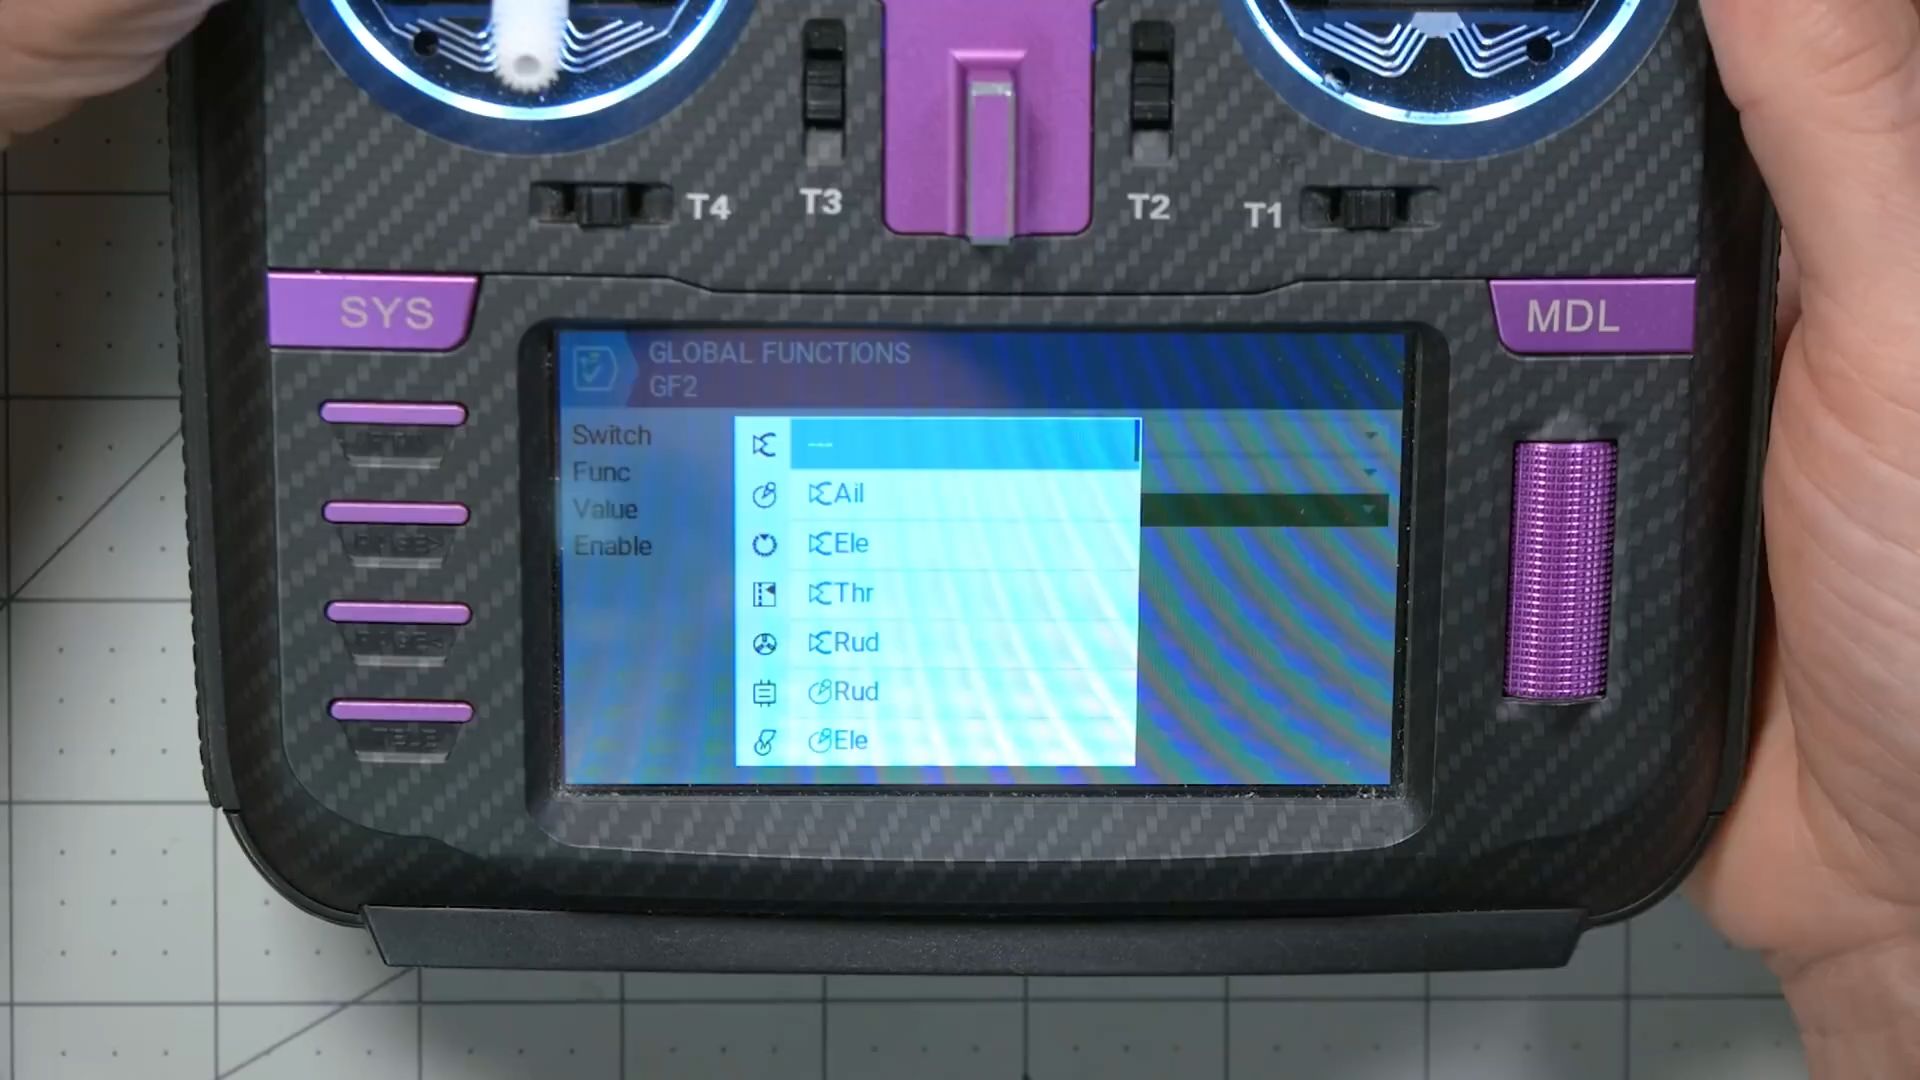 T4
T3
T2
T1
SYS
MDL
GLOBAL FUNCTIONS
GF2
Switch
Func
Value
Enable
---
Ail
Ele
Thr
Rud
Rud
Ele